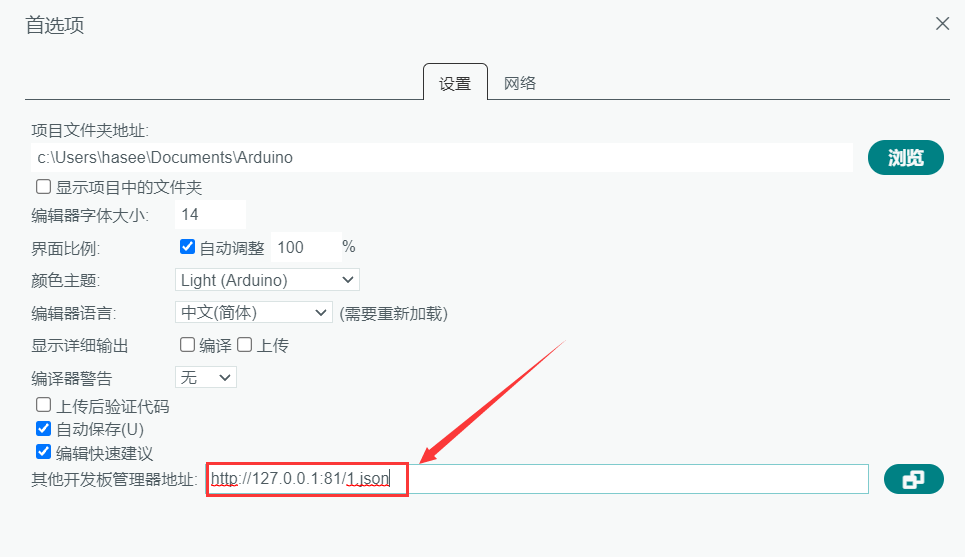 首选项
设置 网络
项目文件夹地址:
c:\Users\hasee\Documents\Arduino 浏览
显示项目中的文件夹
编辑器字体大小: 14
界面比例: 自动调整 100 %
颜色主题: Light (Arduino)
编辑器语言: 中文(简体) (需要重新加载)
显示详细输出 编译 上传
编译器警告 无
上传后验证代码
自动保存(U)
编辑快速建议
其他开发板管理器地址: http://127.0.0.1:81/1.json